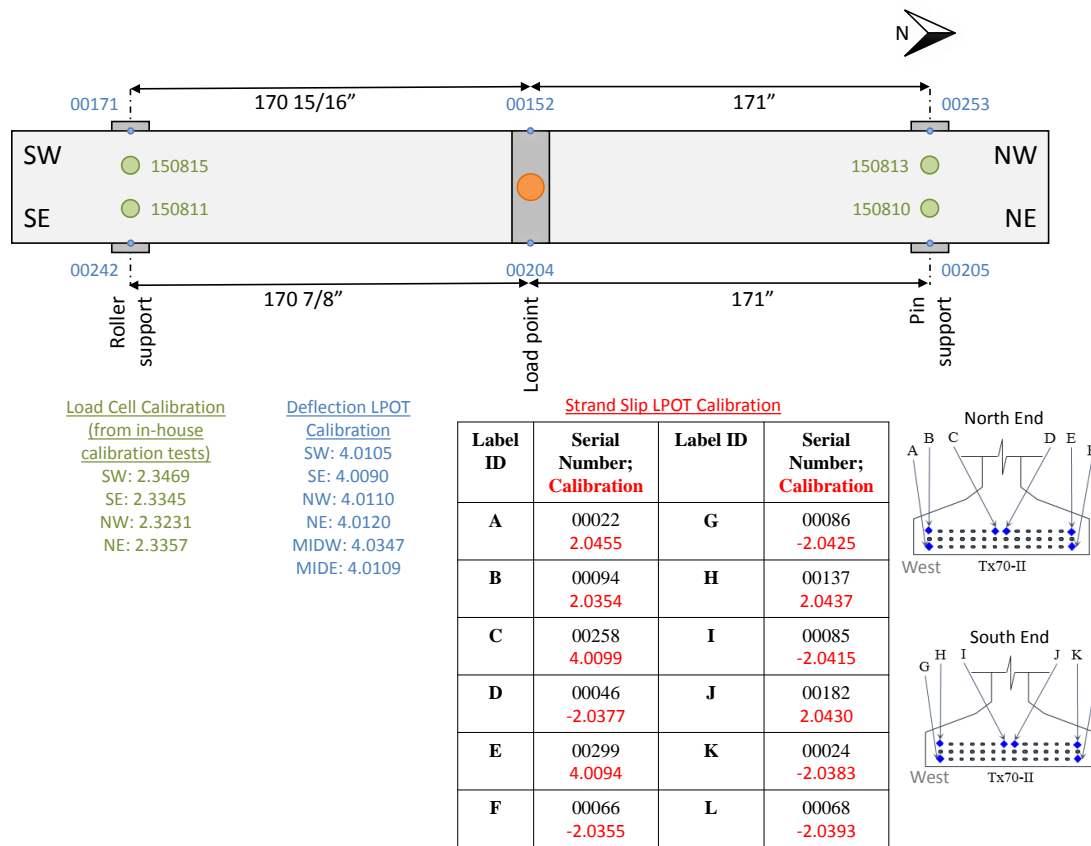 N
170 15/16”
171”
00171
00152
00253
SW
150815
150813
NW
SE
150811
150810
NE
00242
00204
00205
170 7/8”
171”
Roller
support
Load point
Pin
support
Load Cell Calibration
(from in-house
calibration tests)
SW: 2.3469
SE: 2.3345
NW: 2.3231
NE: 2.3357
Deflection LPOT
Calibration
SW: 4.0105
SE: 4.0090
NW: 4.0110
NE: 4.0120
MIDW: 4.0347
MIDE: 4.0109
Strand Slip LPOT Calibration
Label ID Serial Number; Calibration Label ID Serial Number; Calibration
A 00022 G 00086
2.0455 -2.0425
B 00094 H 00137
2.0354 2.0437
C 00258 I 00085
4.0099 -2.0415
D 00046 J 00182
-2.0377 2.0430
E 00299 K 00024
4.0094 -2.0383
F 00066 L 00068
-2.0355 -2.0393
North End
A B C D E
West
Tx70-II
South End
G H I J K
West
Tx70-II